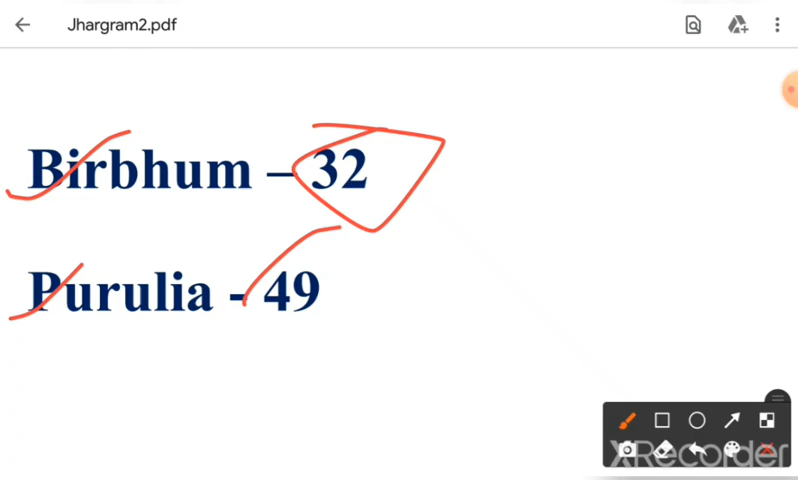 Jhargram2.pdf
Birbhum – 32
Purulia - 49
XRecorder